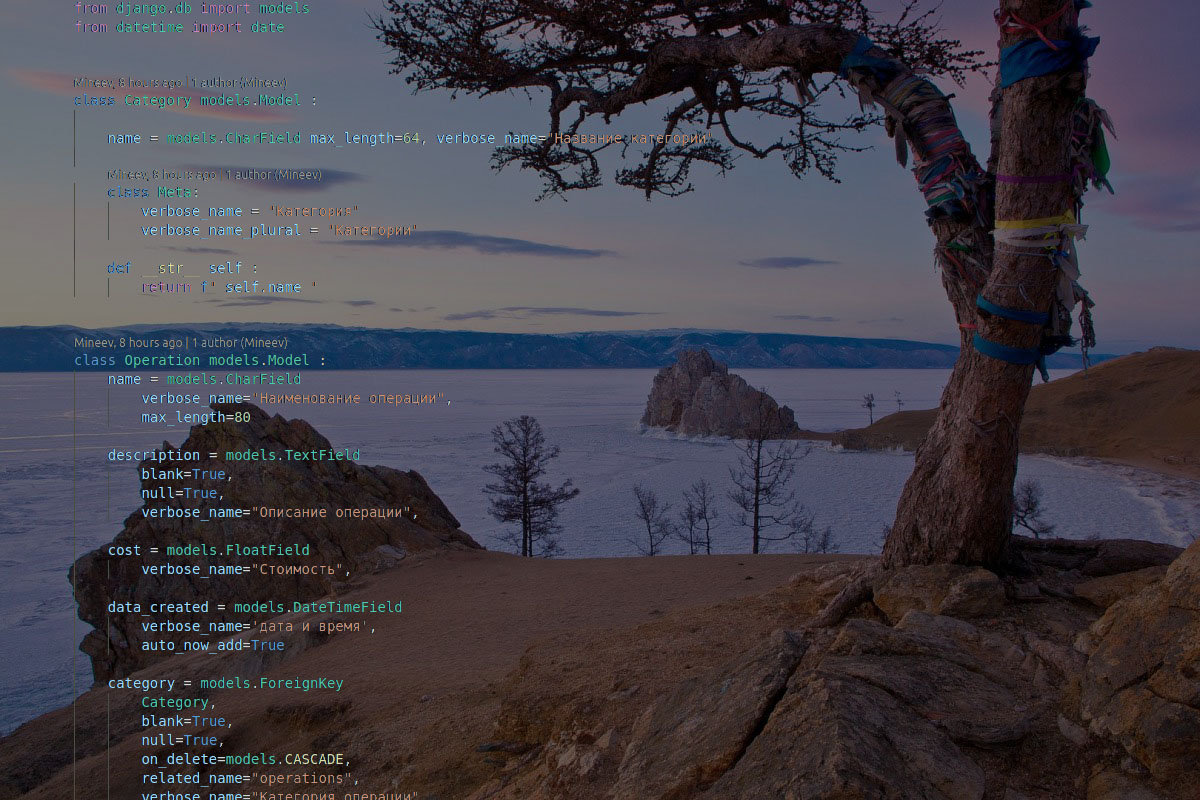 from django.db import models
from datetime import date
Mineev, 8 hours ago | 1 author (Mineev)
class Category models.Model :
name = models.CharField max_length=64, verbose_name='Название категории'
Mineev, 8 hours ago | 1 author (Mineev)
class Meta:
verbose_name = 'Категория'
verbose_name_plural = 'Категории'
def __str__ self :
return f' self.name '
Mineev, 8 hours ago | 1 author (Mineev)
class Operation models.Model :
name = models.CharField
verbose_name="Наименование операции",
max_length=80
description = models.TextField
blank=True,
null=True,
verbose_name="Описание операции",
cost = models.FloatField
verbose_name="Стоимость",
data_created = models.DateTimeField
verbose_name='дата и время',
auto_now_add=True
category = models.ForeignKey
Category,
blank=True,
null=True,
on_delete=models.CASCADE,
related_name="operations",
verbose_name="Категория операции"